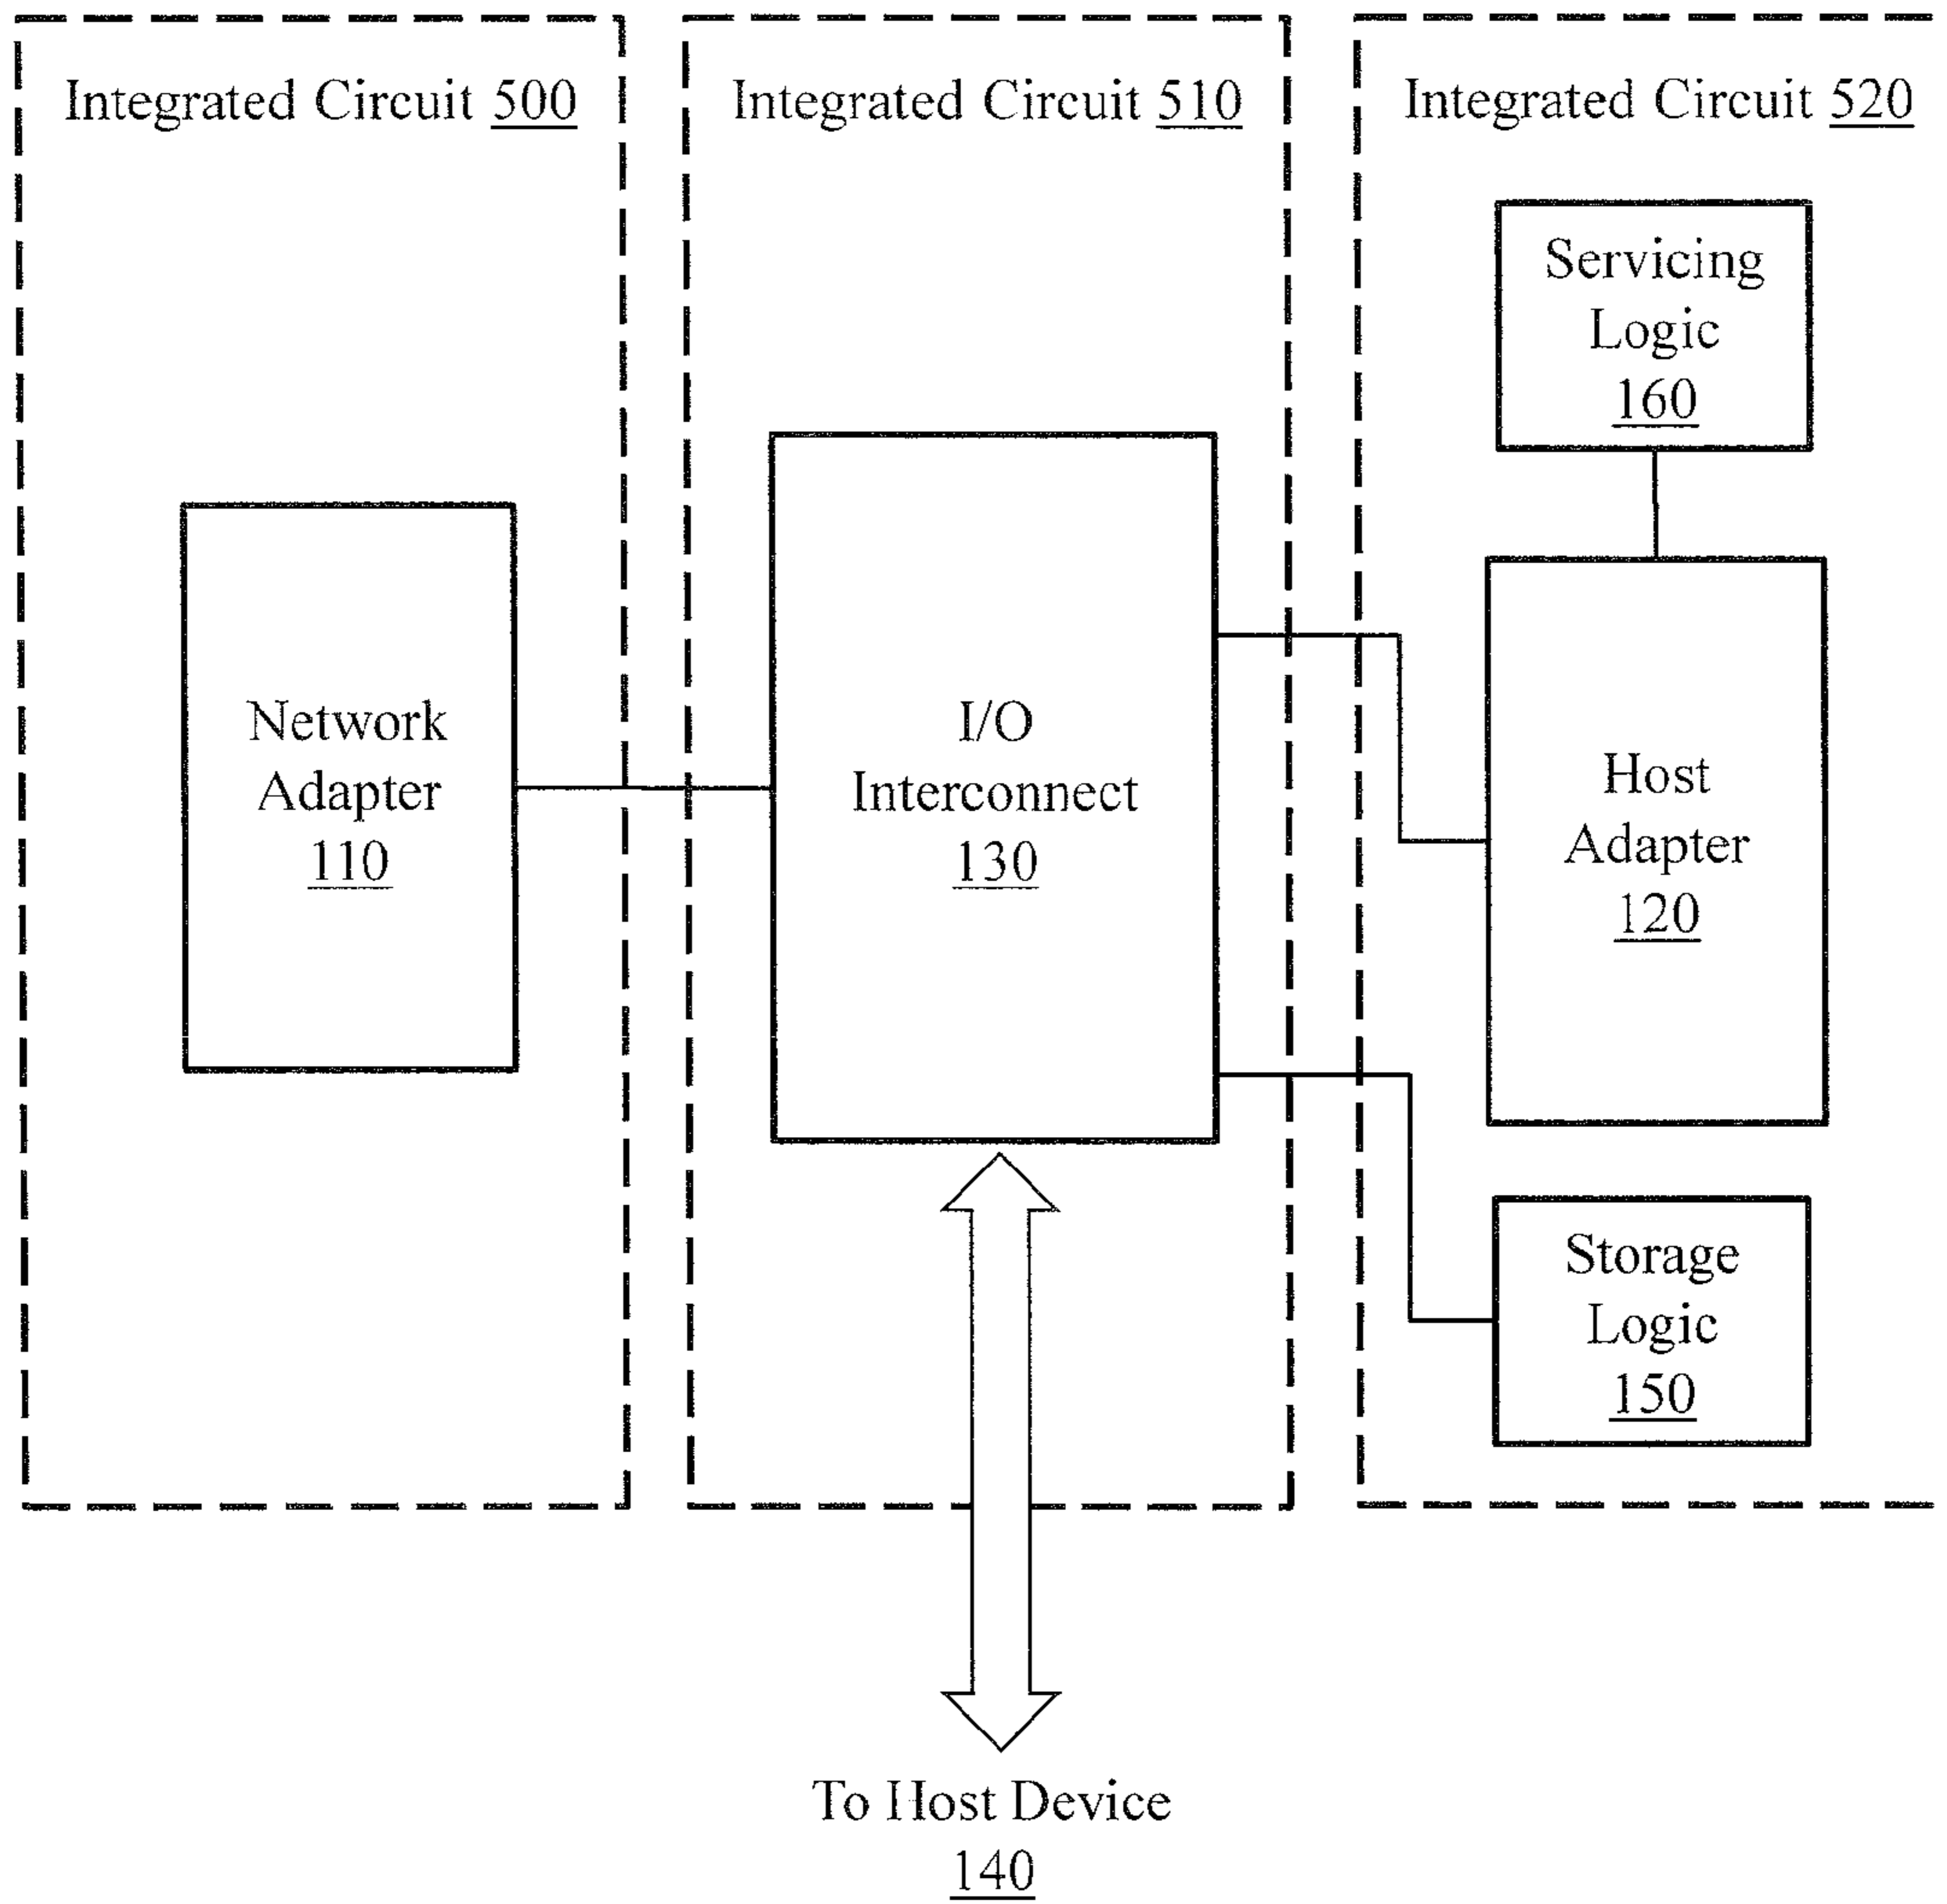 Integrated Circuit 500
Integrated Circuit 510
Integrated Circuit 520
Servicing
Logic
160
Network
Adapter
110
I/O
Interconnect
130
Host
Adapter
120
Storage
Logic
150
To Host Device
140